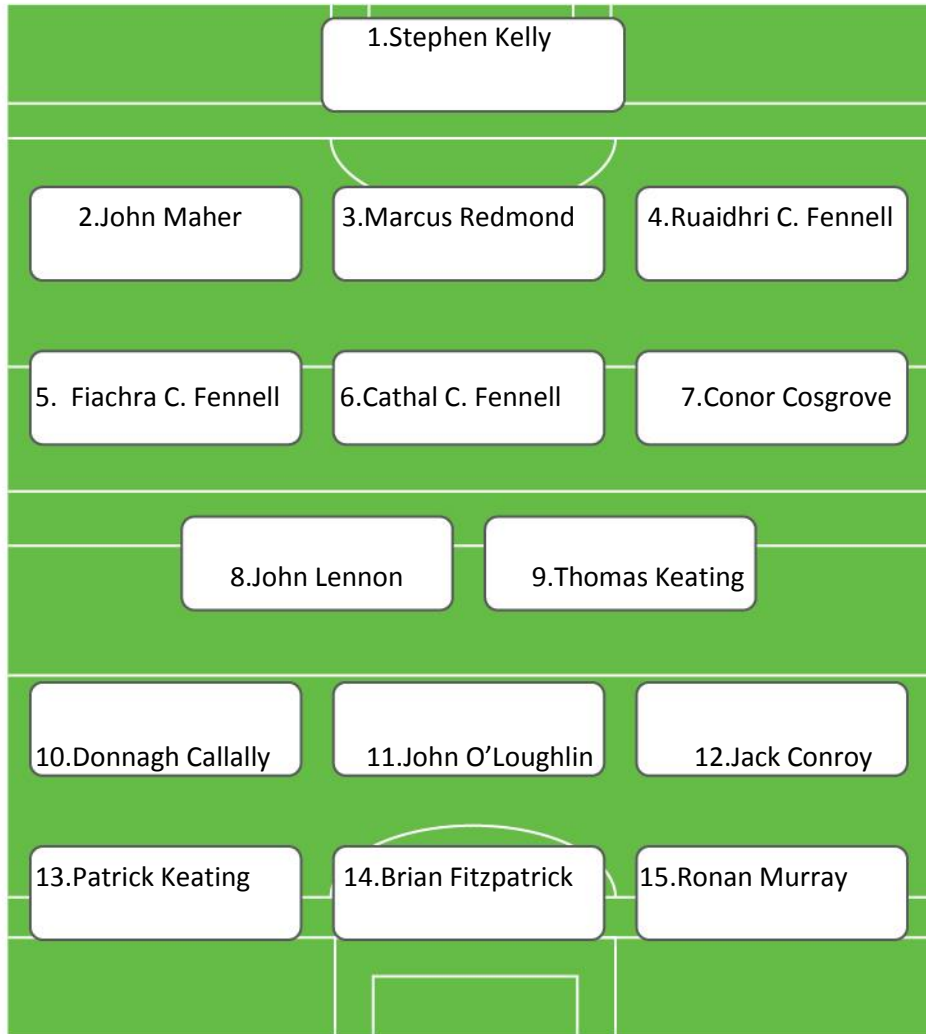 1.Stephen Kelly
2.John Maher
3.Marcus Redmond
4.Ruaidhri C. Fennell
5.  Fiachra C. Fennell
6.Cathal C. Fennell
7.Conor Cosgrove
8.John Lennon
9.Thomas Keating
10.Donnagh Callally
11.John O’Loughlin
12.Jack Conroy
13.Patrick Keating
14.Brian Fitzpatrick
15.Ronan Murray